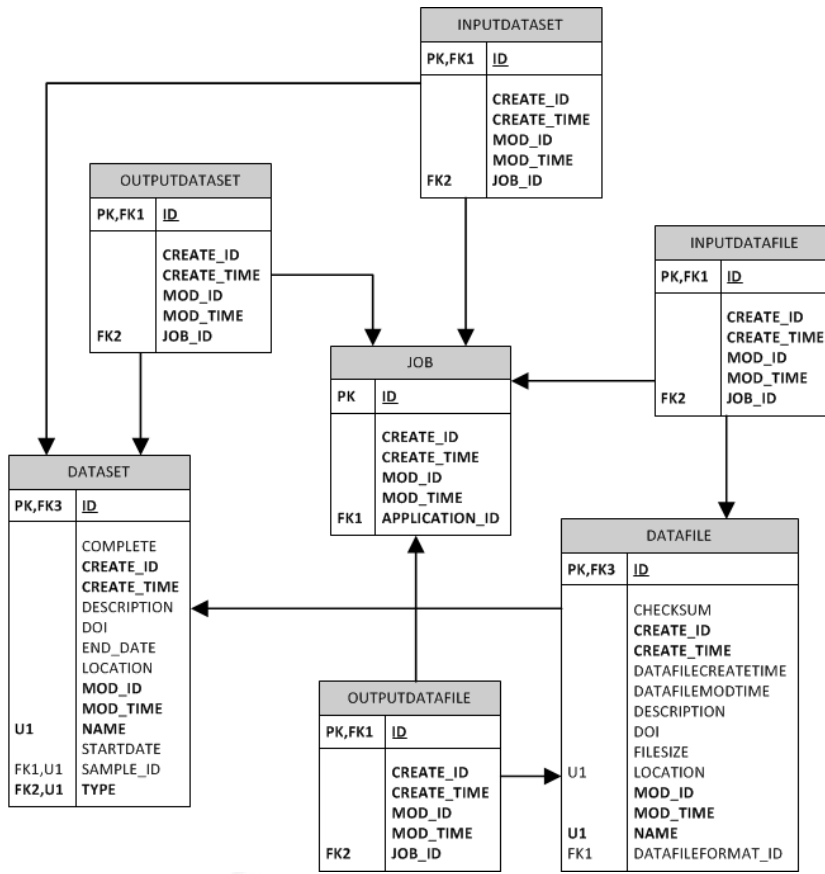 INPUTDATASET
PK,FK1 ID
CREATE_ID
CREATE_TIME
MOD_ID
MOD_TIME
FK2 JOB_ID
OUTPUTDATASET
PK,FK1 ID
CREATE_ID
CREATE_TIME
MOD_ID
MOD_TIME
FK2 JOB_ID
INPUTDATAFILE
PK,FK1 ID
CREATE_ID
CREATE_TIME
MOD_ID
MOD_TIME
FK2 JOB_ID
JOB
PK ID
CREATE_ID
CREATE_TIME
MOD_ID
MOD_TIME
FK1 APPLICATION_ID
DATASET
PK,FK3 ID
COMPLETE
CREATE_ID
CREATE_TIME
DESCRIPTION
DOI
END_DATE
LOCATION
MOD_ID
MOD_TIME
U1 NAME
STARTDATE
FK1,U1 SAMPLE_ID
FK2,U1 TYPE
DATAFILE
PK,FK3 ID
CHECKSUM
CREATE_ID
CREATE_TIME
DATAFILECREATETIME
DATAFILEMODTIME
DESCRIPTION
DOI
FILESIZE
U1 LOCATION
MOD_ID
MOD_TIME
U1 NAME
FK1 DATAFILEFORMAT_ID
OUTPUTDATAFILE
PK,FK1 ID
CREATE_ID
CREATE_TIME
MOD_ID
MOD_TIME
FK2 JOB_ID